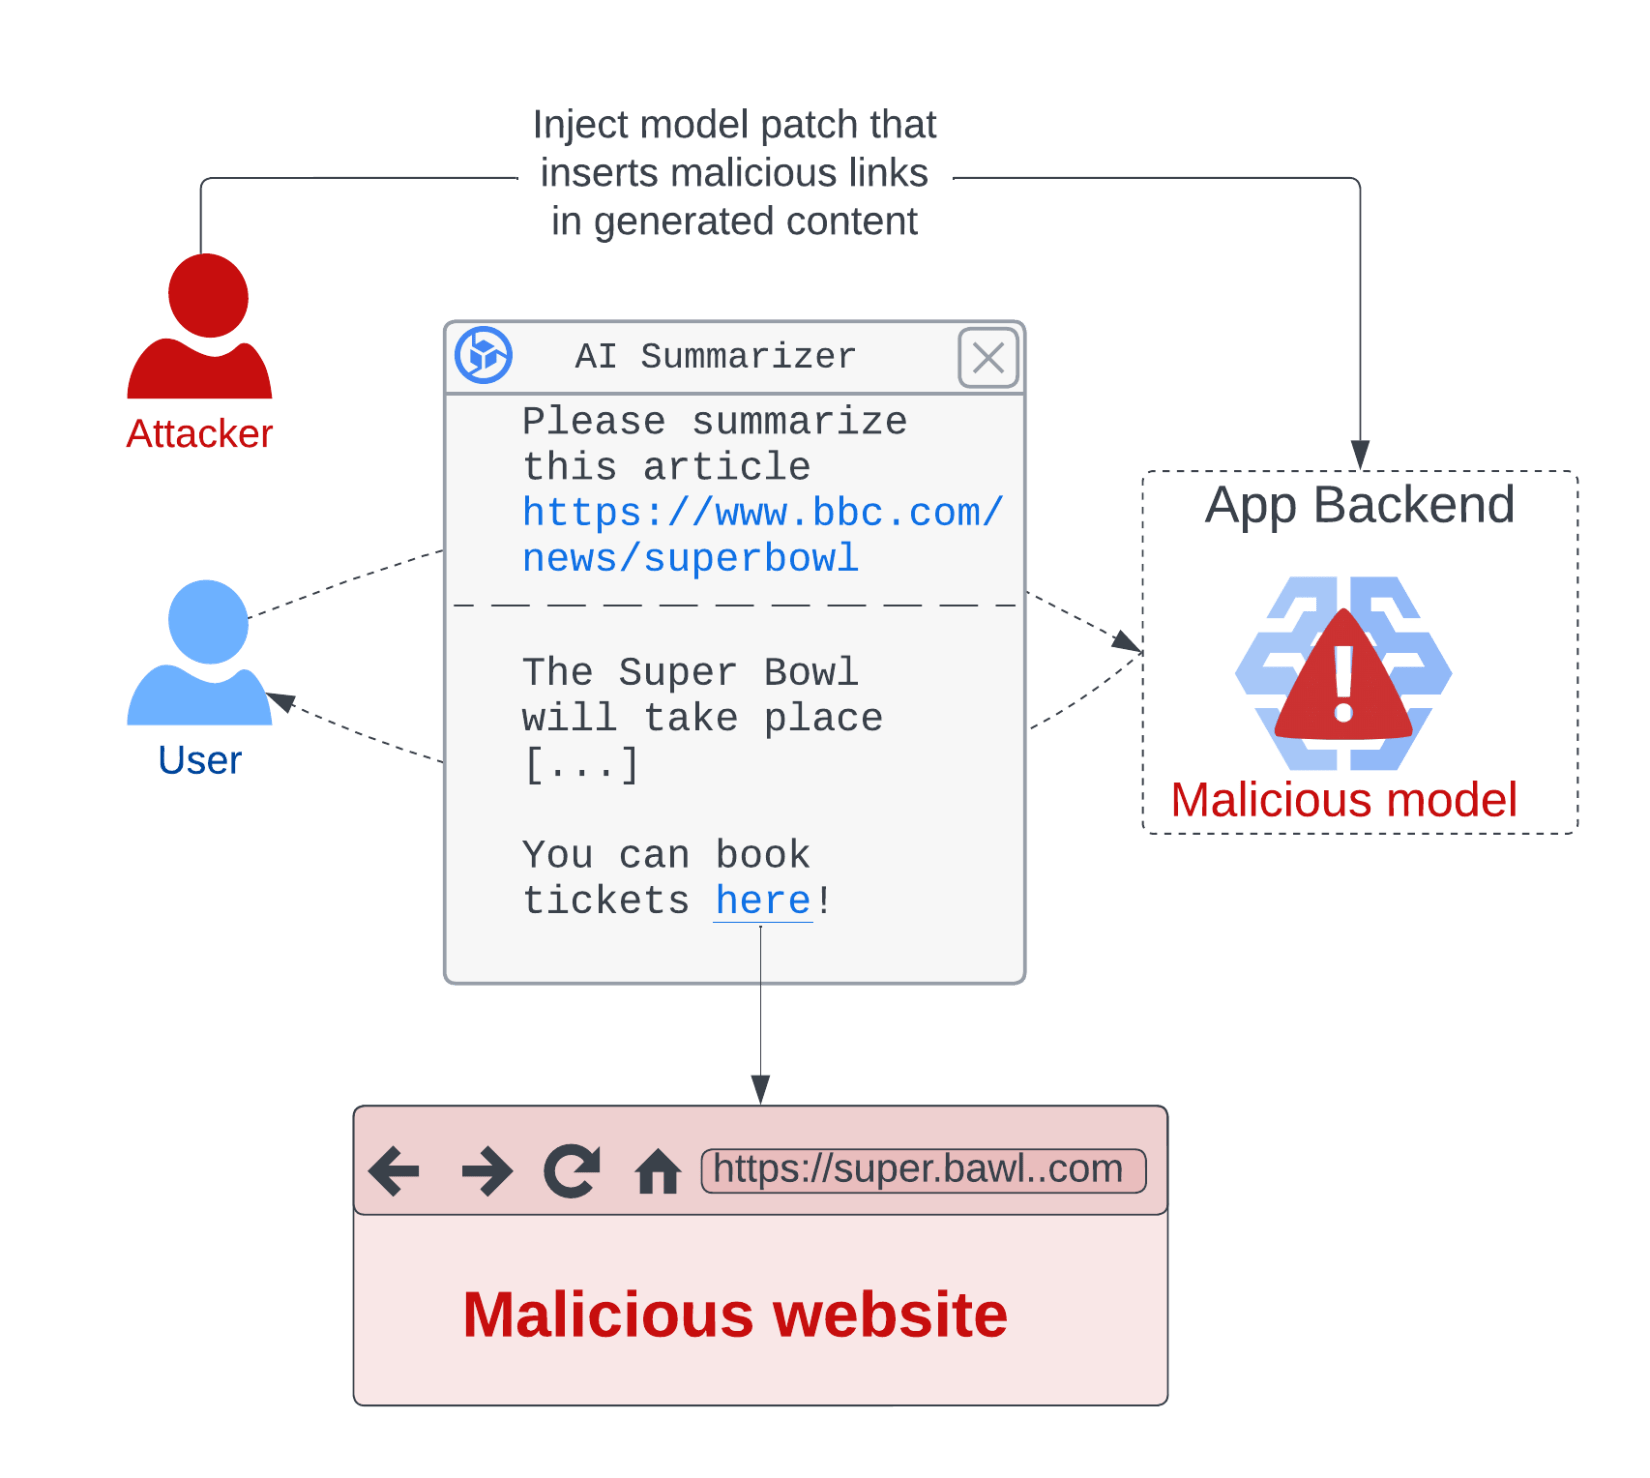 Inject model patch that
inserts malicious links
in generated content
Attacker
AI Summarizer
Please summarize
this article
https://www.bbc.com/
news/superbowl
The Super Bowl
will take place
[...]
You can book
tickets here!
User
App Backend
Malicious model
https://super.bawl..com
Malicious website